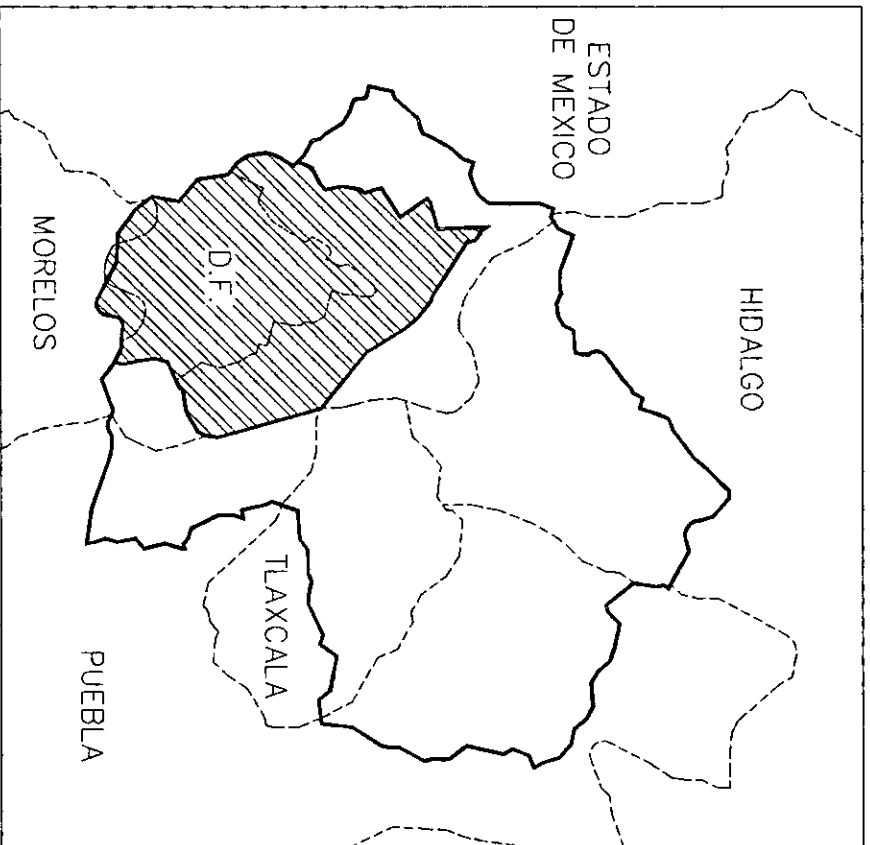 ESTADO
DE MEXICO
HIDALGO
D.F.
MORELOS
TLAXCALA
PUEBLA